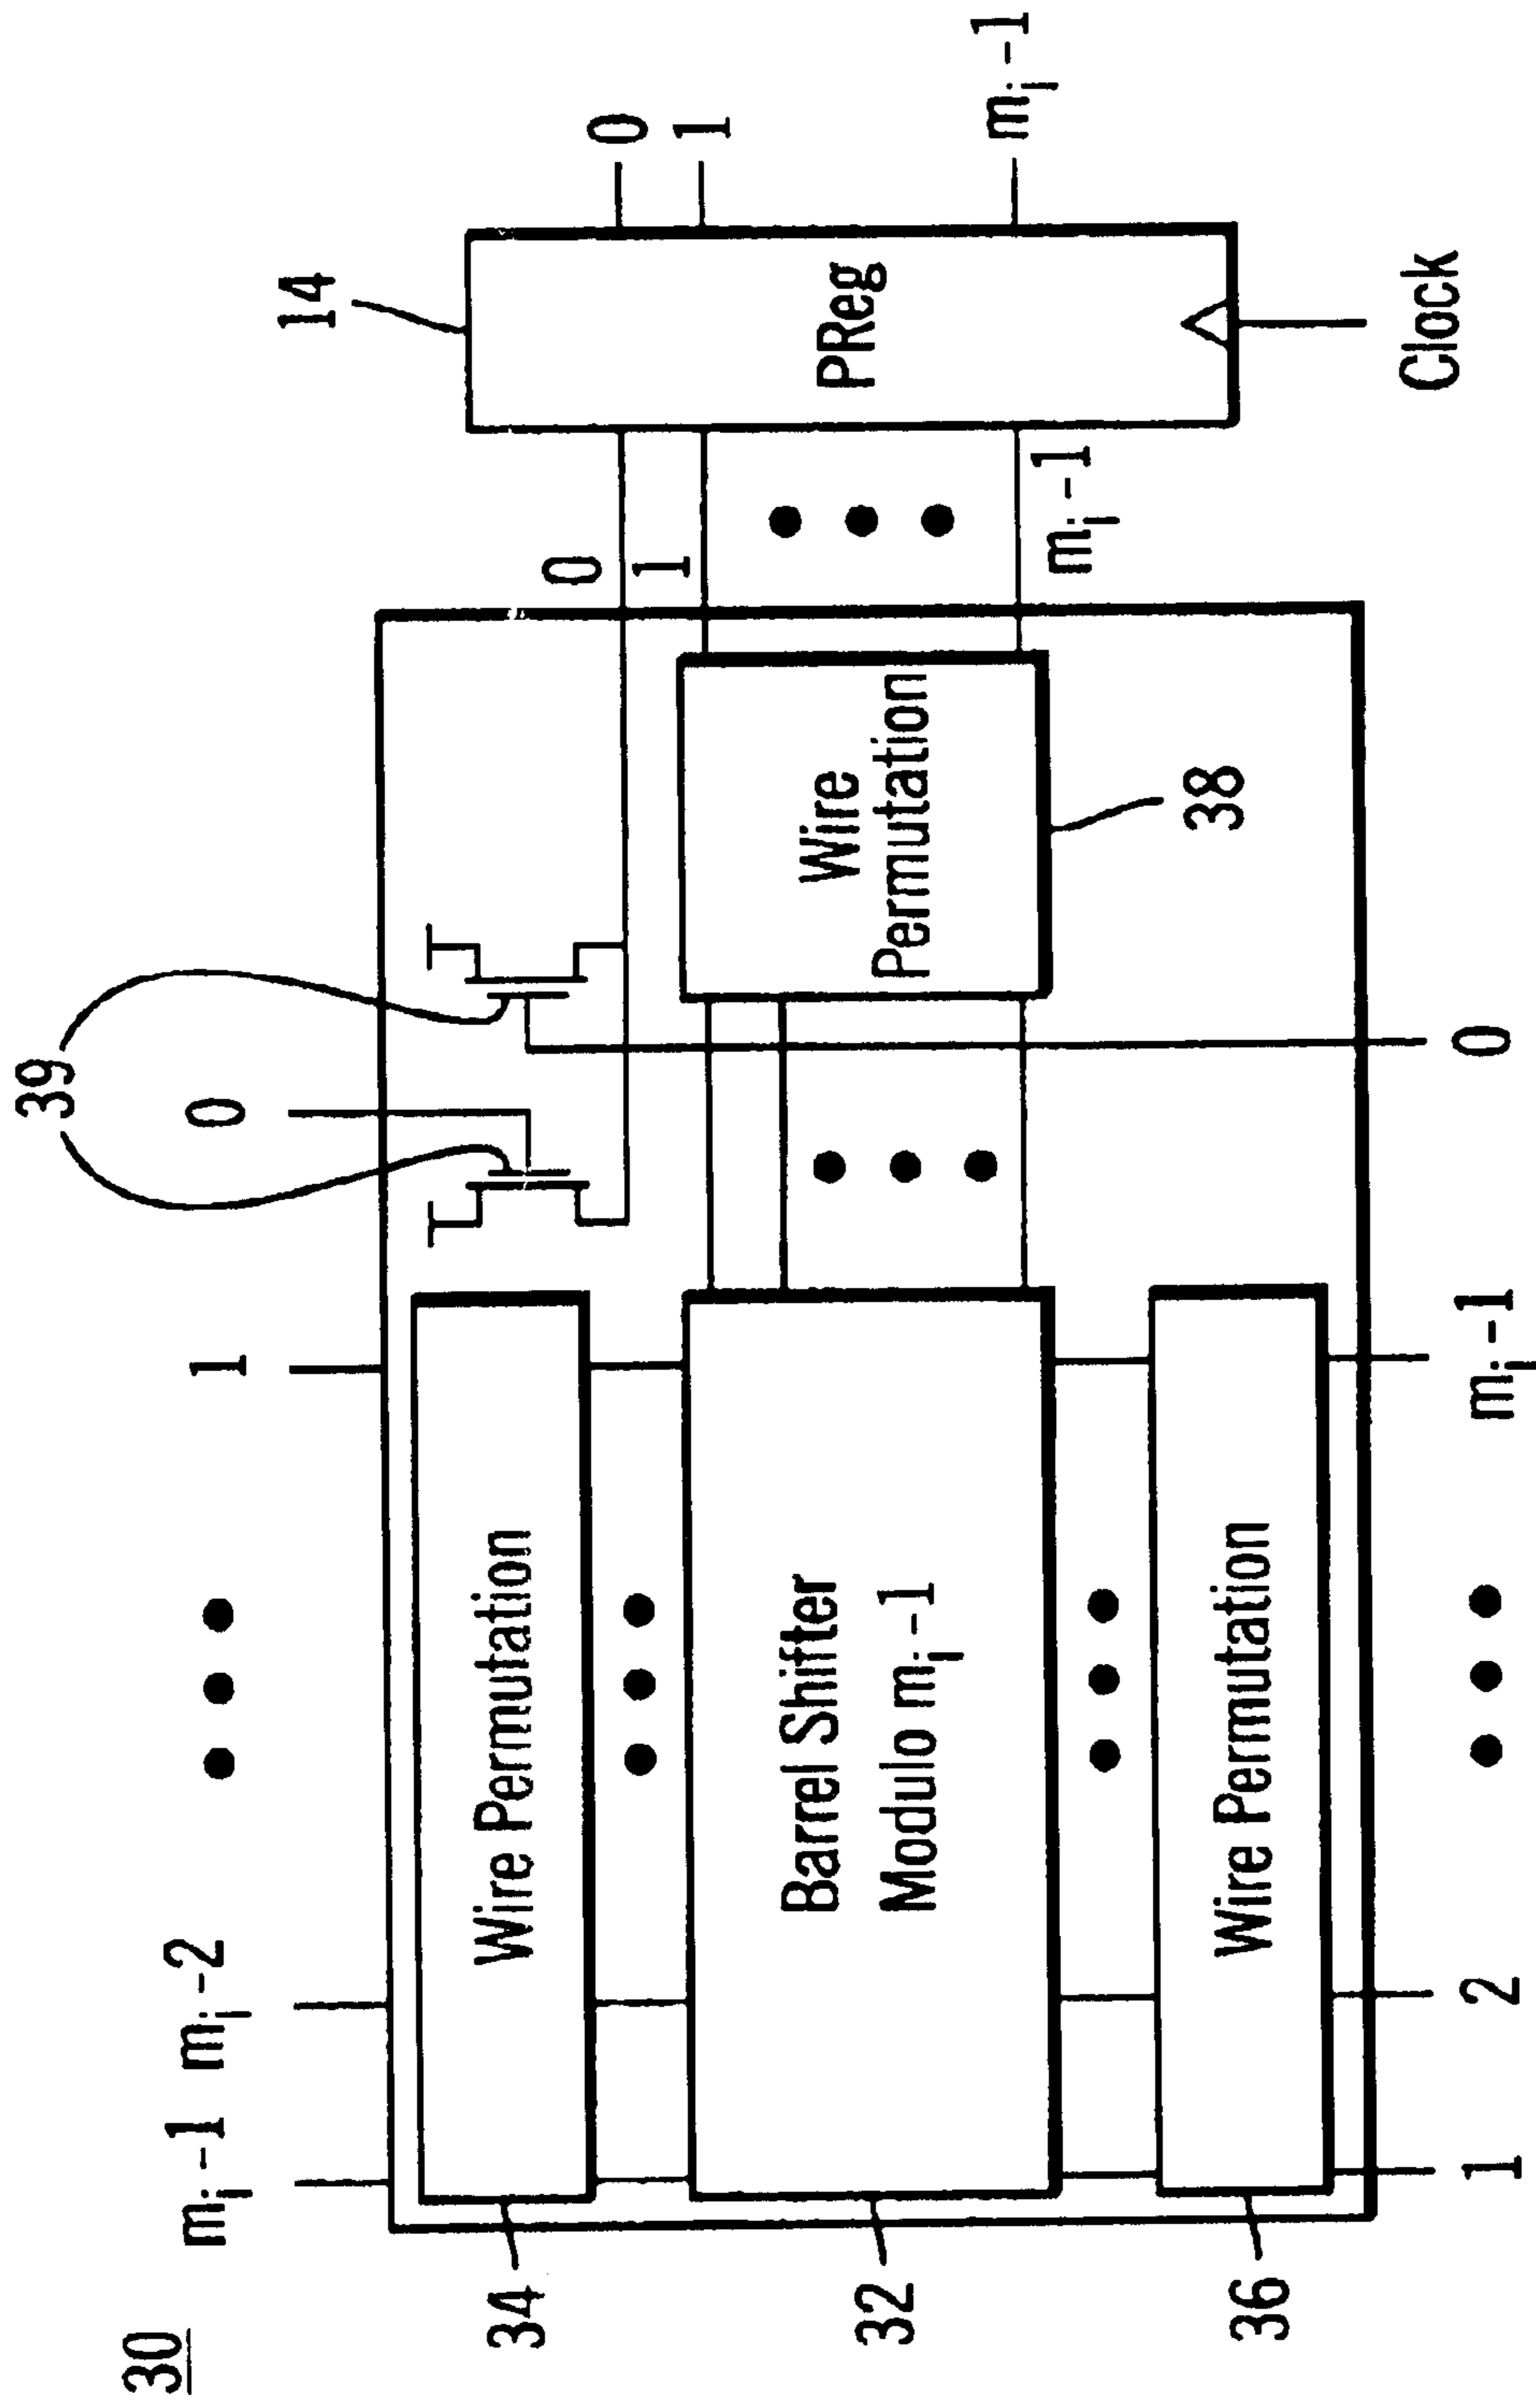 30
39
m_i-1 m_i-2 1 0
14
34
Wire Permutation
0
1
0
1
32
Barrel Shifter
Modulo m_i-1
Wire
Permutation
PReg
38
m_i-1
m_i-1
36
Wire Permutation
1 2 m_i-1 0
Clock